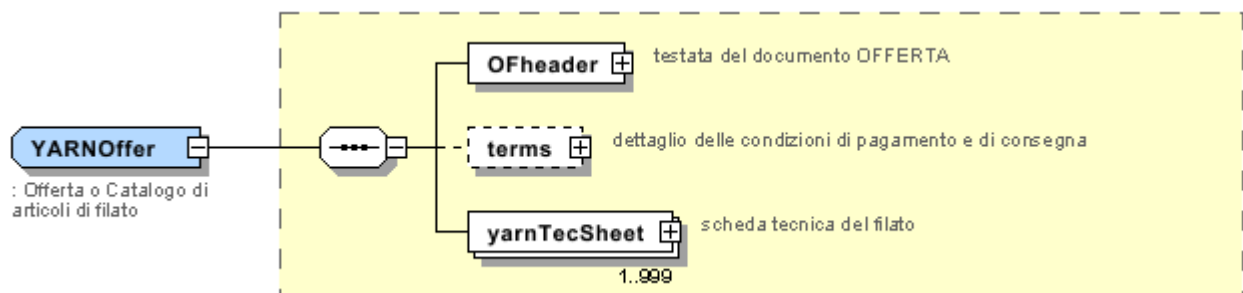 OFheader
testata del documento OFFERTA
YARNOffer
: Offerta o Catalogo di
articoli di filato
terms
dettaglio delle condizioni di pagamento e di consegna
yarnTecSheet
scheda tecnica del filato
1..999